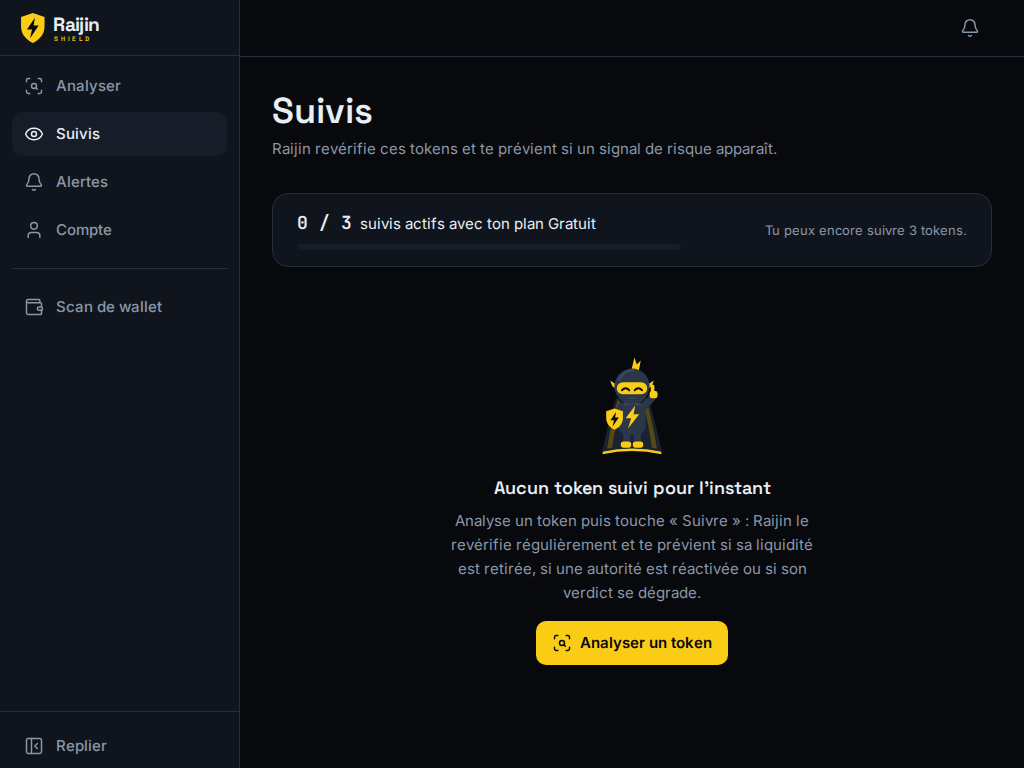 Raijin
SHIELD
Analyser
Suivis
Alertes
Compte
Scan de wallet
Replier
Suivis
Raijin revérifie ces tokens et te prévient si un signal de risque apparaît.
0 / 3 suivis actifs avec ton plan Gratuit
Tu peux encore suivre 3 tokens.
Aucun token suivi pour l’instant
Analyse un token puis touche « Suivre » : Raijin le
revérifie régulièrement et te prévient si sa liquidité
est retirée, si une autorité est réactivée ou si son
verdict se dégrade.
Analyser un token